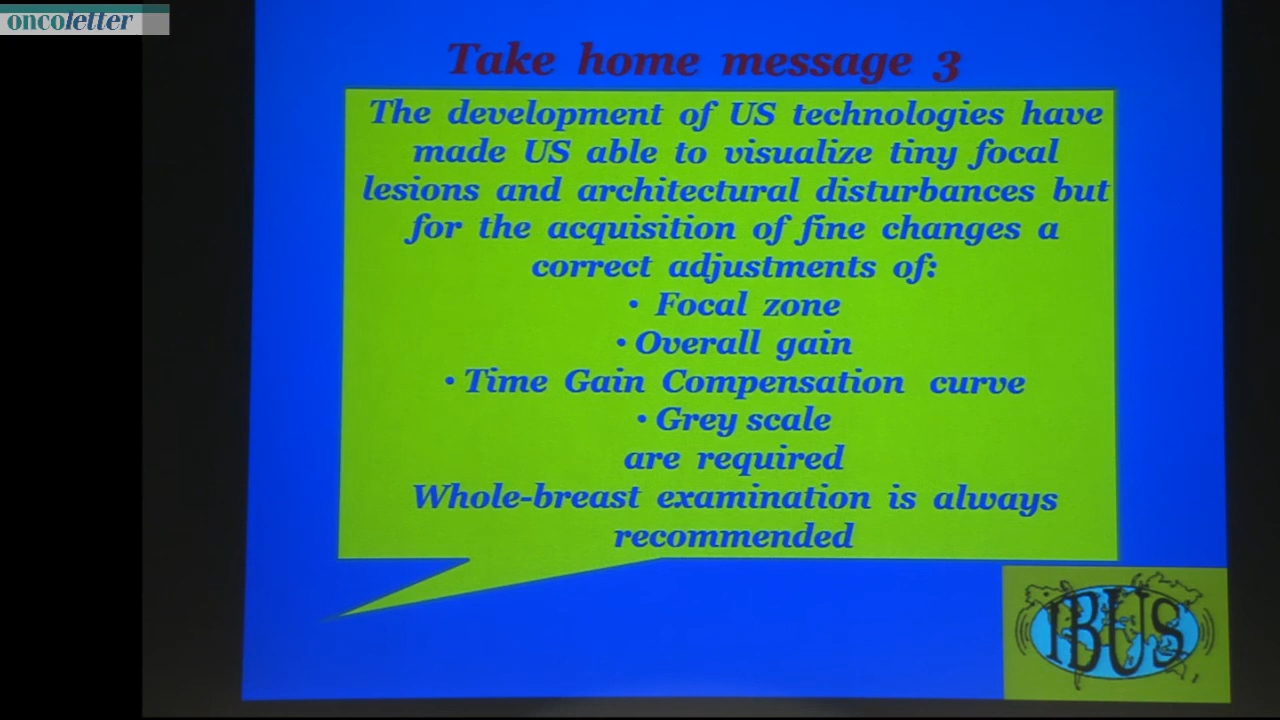 oncoletter
Take home message 3
The development of US technologies have
made US able to visualize tiny focal
lesions and architectural disturbances but
for the acquisition of fine changes a
correct adjustments of:
• Focal zone
• Overall gain
• Time Gain Compensation curve
• Grey scale
are required
Whole-breast examination is always
recommended
IBUS